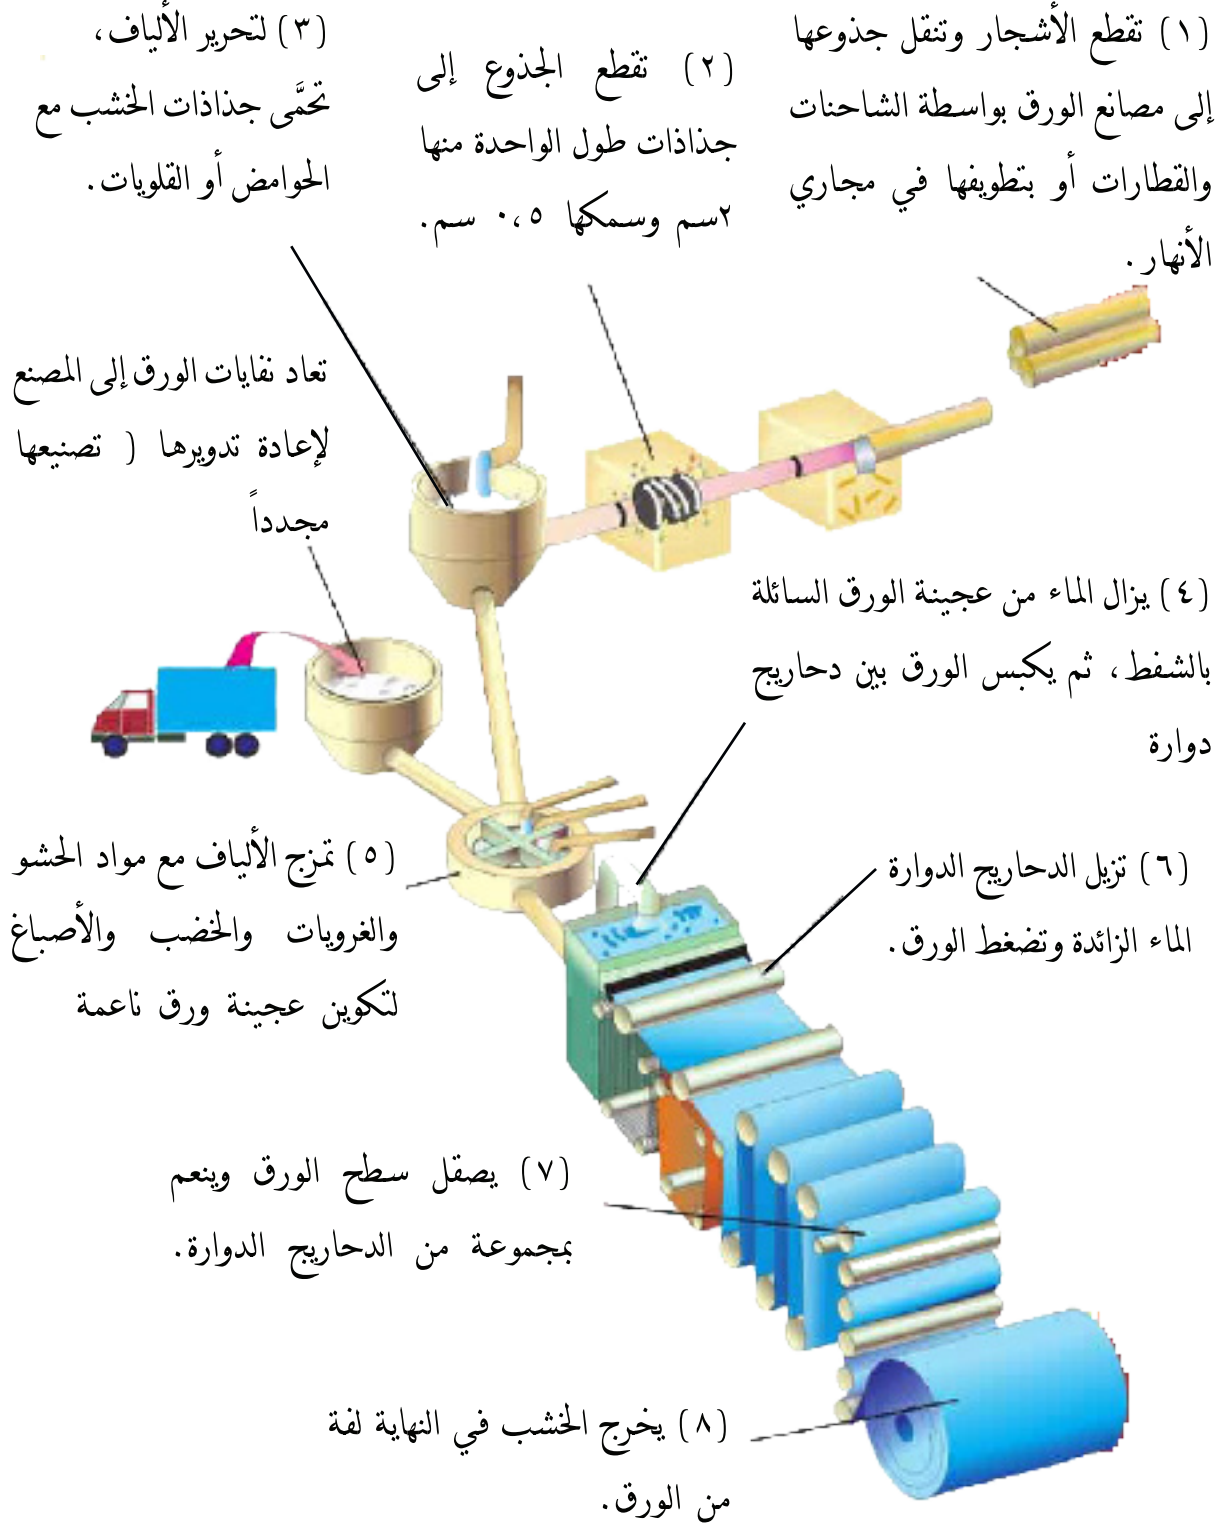 (١) تقطع الأشجار وتنقل جذوعها
إلى مصانع الورق بواسطة الشاحنات
والقطارات أو بتطويفها في مجاري
الأنهار.
(٢) تقطع الجذوع إلى
جذاذات طول الواحدة منها
٢سم وسمكها ٠،٥ سم.
(٣) لتحرير الألياف،
تحمَّى جذاذات الخشب مع
الحوامض أو القلويات.
تعاد نفايات الورق إلى المصنع
لإعادة تدويرها ( تصنيعها
مجدداً
(٤) يزال الماء من عجينة الورق السائلة
بالشفط، ثم يكبس الورق بين دحاريج
دوارة
(٥) تمزج الألياف مع مواد الحشو
والغرويات والخضب والأصباغ
لتكوين عجينة ورق ناعمة
(٦) تزيل الدحاريج الدوارة
الماء الزائدة وتضغط الورق.
(٧) يصقل سطح الورق وينعم
بمجموعة من الدحاريج الدوارة.
(٨) يخرج الخشب في النهاية لفة
من الورق.